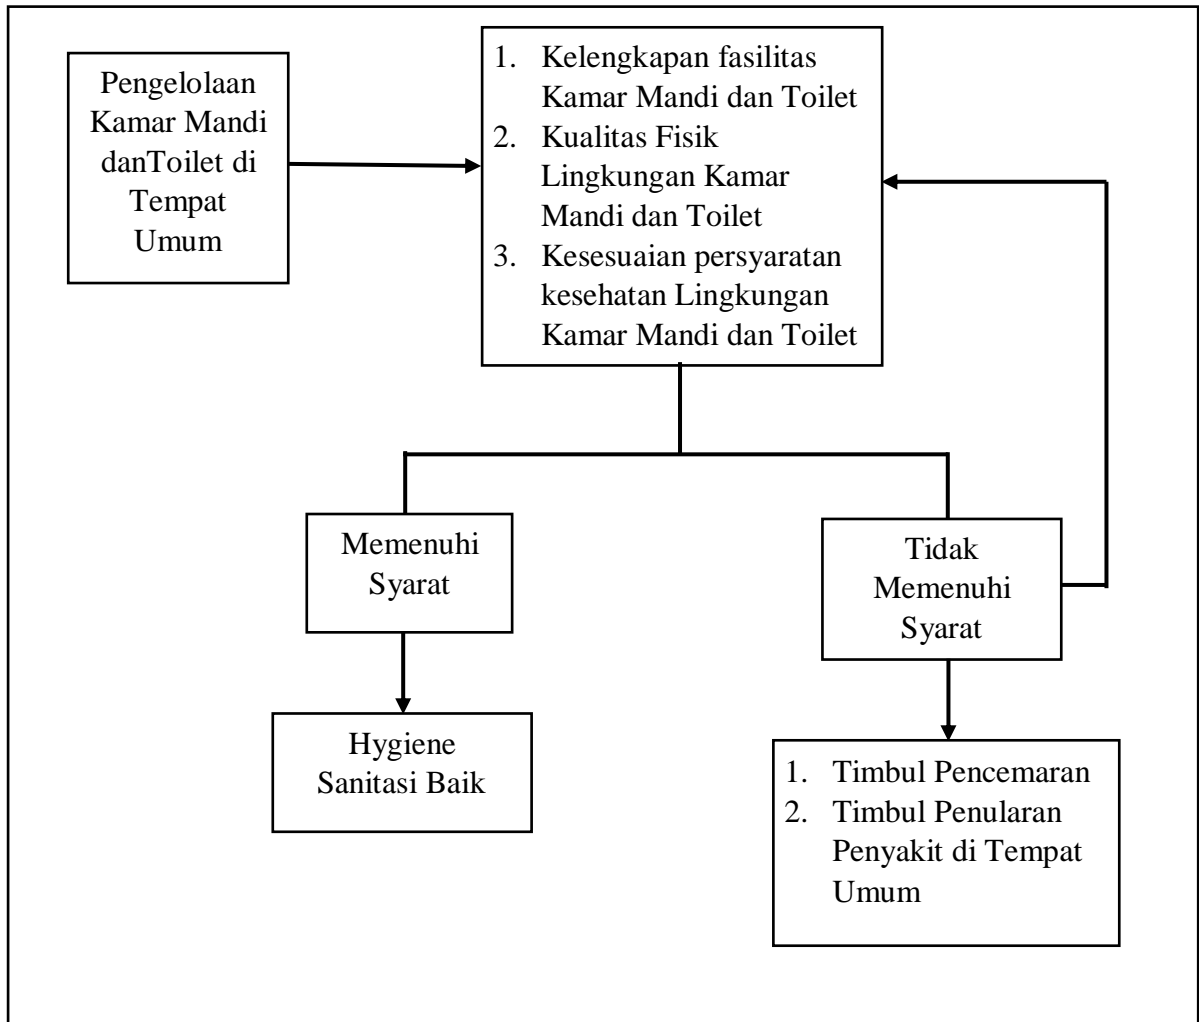 Pengelolaan
Kamar Mandi
danToilet di
Tempat
Umum
1. Kelengkapan fasilitas
Kamar Mandi dan Toilet
2. Kualitas Fisik
Lingkungan Kamar
Mandi dan Toilet
3. Kesesuaian persyaratan
kesehatan Lingkungan
Kamar Mandi dan Toilet
Memenuhi
Syarat
Tidak
Memenuhi
Syarat
Hygiene
Sanitasi Baik
1. Timbul Pencemaran
2. Timbul Penularan
Penyakit di Tempat
Umum